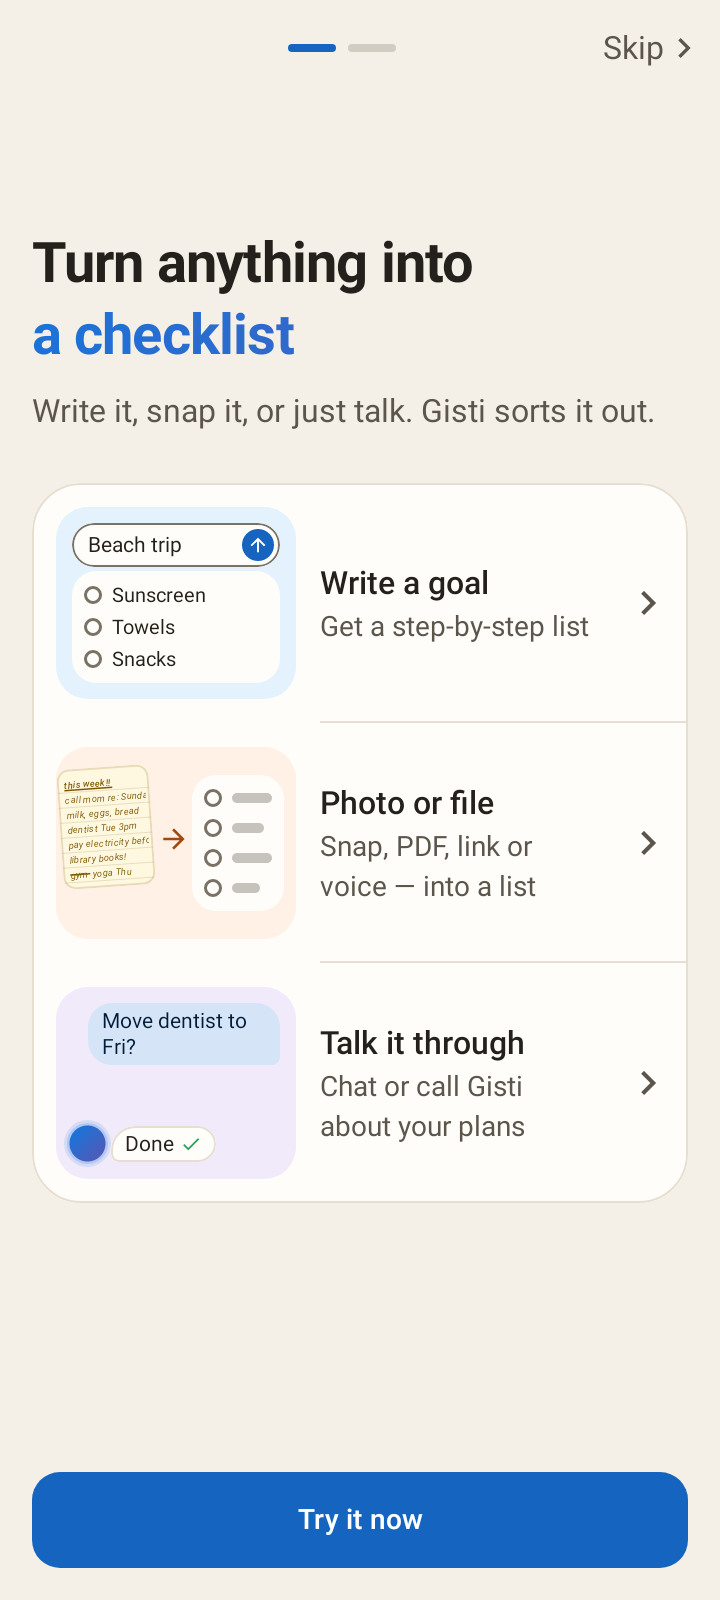 Skip
Turn anything into
a checklist
Write it, snap it, or just talk. Gisti sorts it out.
Beach trip
Sunscreen
Towels
Snacks
Write a goal
Get a step-by-step list
this week!!
call mom re: Sunda
milk, eggs, bread
dentist Tue 3pm
pay electricity befo
library books!
gym yoga Thu
Photo or file
Snap, PDF, link or
voice — into a list
Move dentist to
Fri?
Done
Talk it through
Chat or call Gisti
about your plans
Try it now